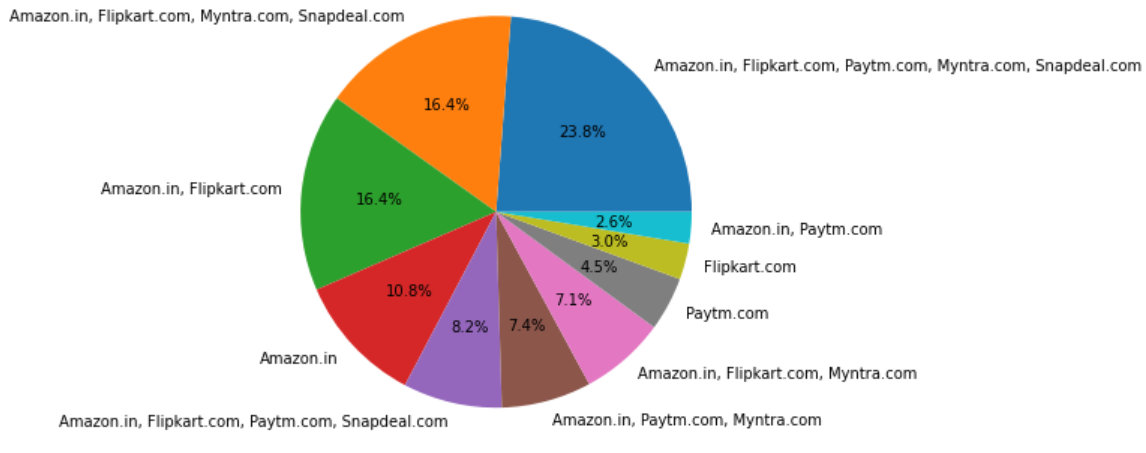 Amazon.in, Flipkart.com, Myntra.com, Snapdeal.com
Amazon.in, Flipkart.com, Paytm.com, Myntra.com, Snapdeal.com
16.4%
23.8%
Amazon.in, Flipkart.com
16.4%
2.6%
Amazon.in, Paytm.com
3.0%
Flipkart.com
4.5%
10.8%
7.1%
Paytm.com
8.2%
7.4%
Amazon.in
Amazon.in, Flipkart.com, Myntra.com
Amazon.in, Flipkart.com, Paytm.com, Snapdeal.com
Amazon.in, Paytm.com, Myntra.com